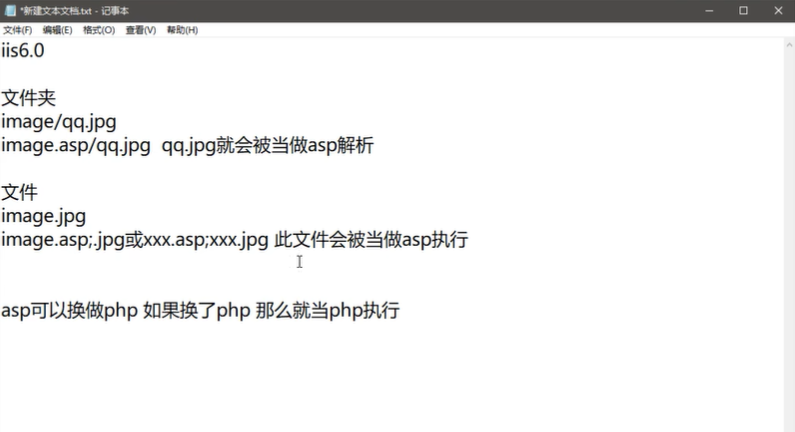 *新建文本文档.txt - 记事本
文件(F) 编辑(E) 格式(O) 查看(V) 帮助(H)
iis6.0
文件夹
image/qq.jpg
image.asp/qq.jpg qq.jpg就会被当做asp解析
文件
image.jpg
image.asp;.jpg或xxx.asp;xxx.jpg 此文件会被当做asp执行
asp可以换做php 如果换了php 那么就当php执行